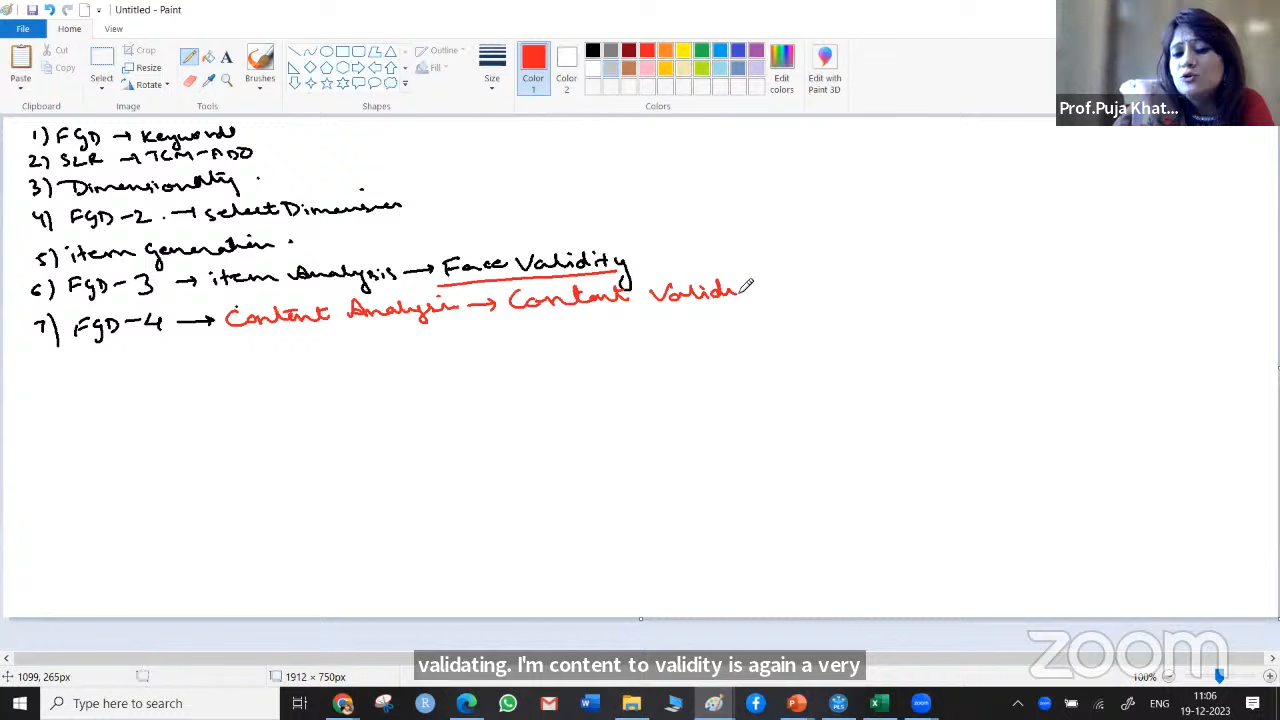 Untitled - Paint
File Home View
Paste Cut Copy Clipboard
Select Crop Resize Rotate Image
Tools
Brushes
Outline Fill Shapes
Size
Color 1 Color 2 Edit colors Colors
Edit with Paint 3D
Prof.Puja Khat...
1) FGD → Keywords
2) SLR → TCM-ADO
3) Dimensionality .
4) FGD-2 . → Select Dimension
5) item Generation .
6) FGD-3 → item Analysis → Face Validity
7) FGD-4 → Content Analysis → Content Valid
zoom
validating. I'm content to validity is again a very
1099, 265px 1912 × 750px 100%
Type here to search ENG 11:06 19-12-2023